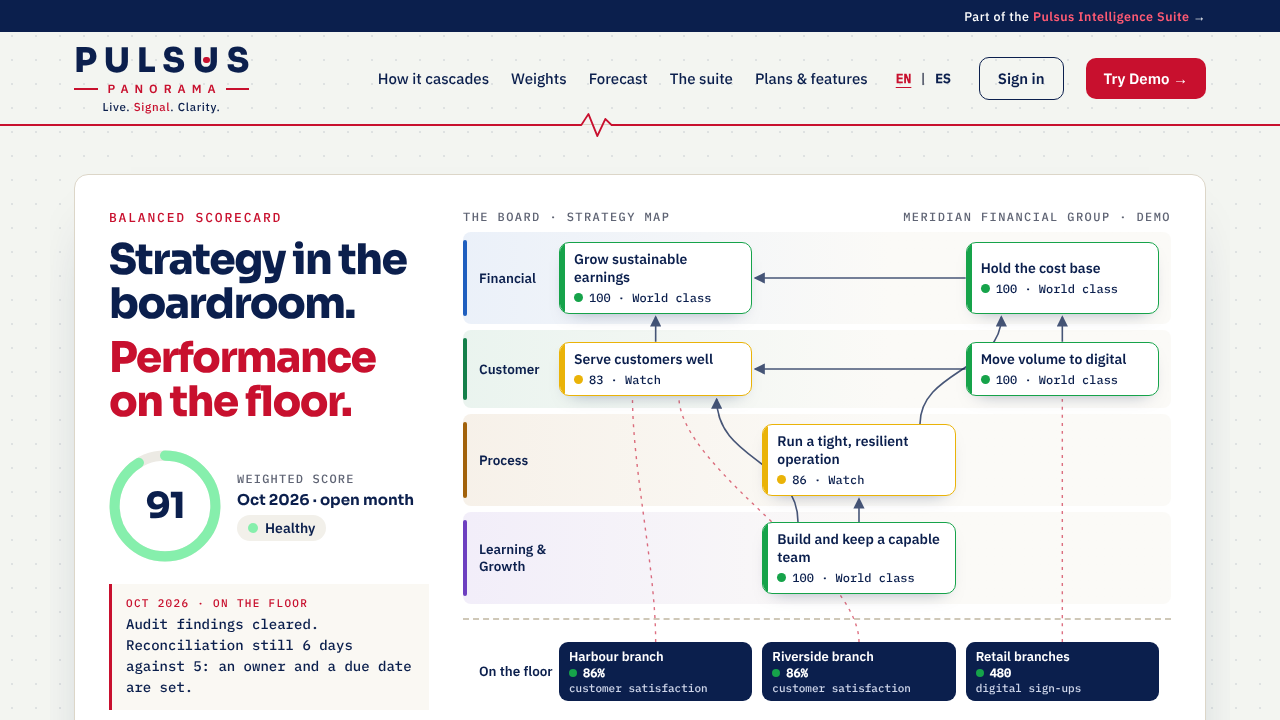 Part of the Pulsus Intelligence Suite →
PULSUS
PANORAMA
Live. Signal. Clarity.
How it cascades
Weights
Forecast
The suite
Plans & features
EN | ES
Sign in
Try Demo →
BALANCED SCORECARD
Strategy in the
boardroom.
Performance
on the floor.
91
WEIGHTED SCORE
Oct 2026 · open month
Healthy
OCT 2026 · ON THE FLOOR
Audit findings cleared.
Reconciliation still 6 days
against 5: an owner and a due date
are set.
THE BOARD · STRATEGY MAP
MERIDIAN FINANCIAL GROUP · DEMO
Financial
Grow sustainable
earnings
100 · World class
Hold the cost base
100 · World class
Customer
Serve customers well
83 · Watch
Move volume to digital
100 · World class
Process
Run a tight, resilient
operation
86 · Watch
Learning &
Growth
Build and keep a capable
team
100 · World class
On the floor
Harbour branch
86%
customer satisfaction
Riverside branch
86%
customer satisfaction
Retail branches
480
digital sign-ups